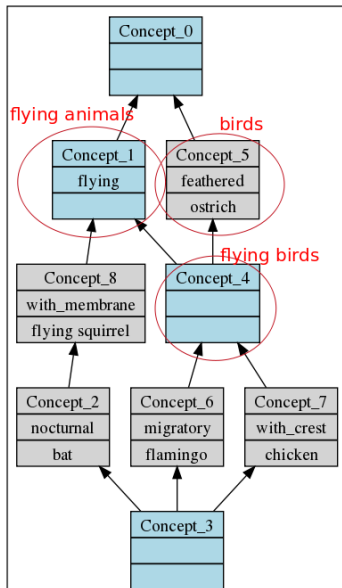 Concept_0
flying animals
birds
Concept_1
flying
Concept_5
feathered
ostrich
flying birds
Concept_8
with_membrane
flying squirrel
Concept_4
Concept_2
nocturnal
bat
Concept_6
migratory
flamingo
Concept_7
with_crest
chicken
Concept_3